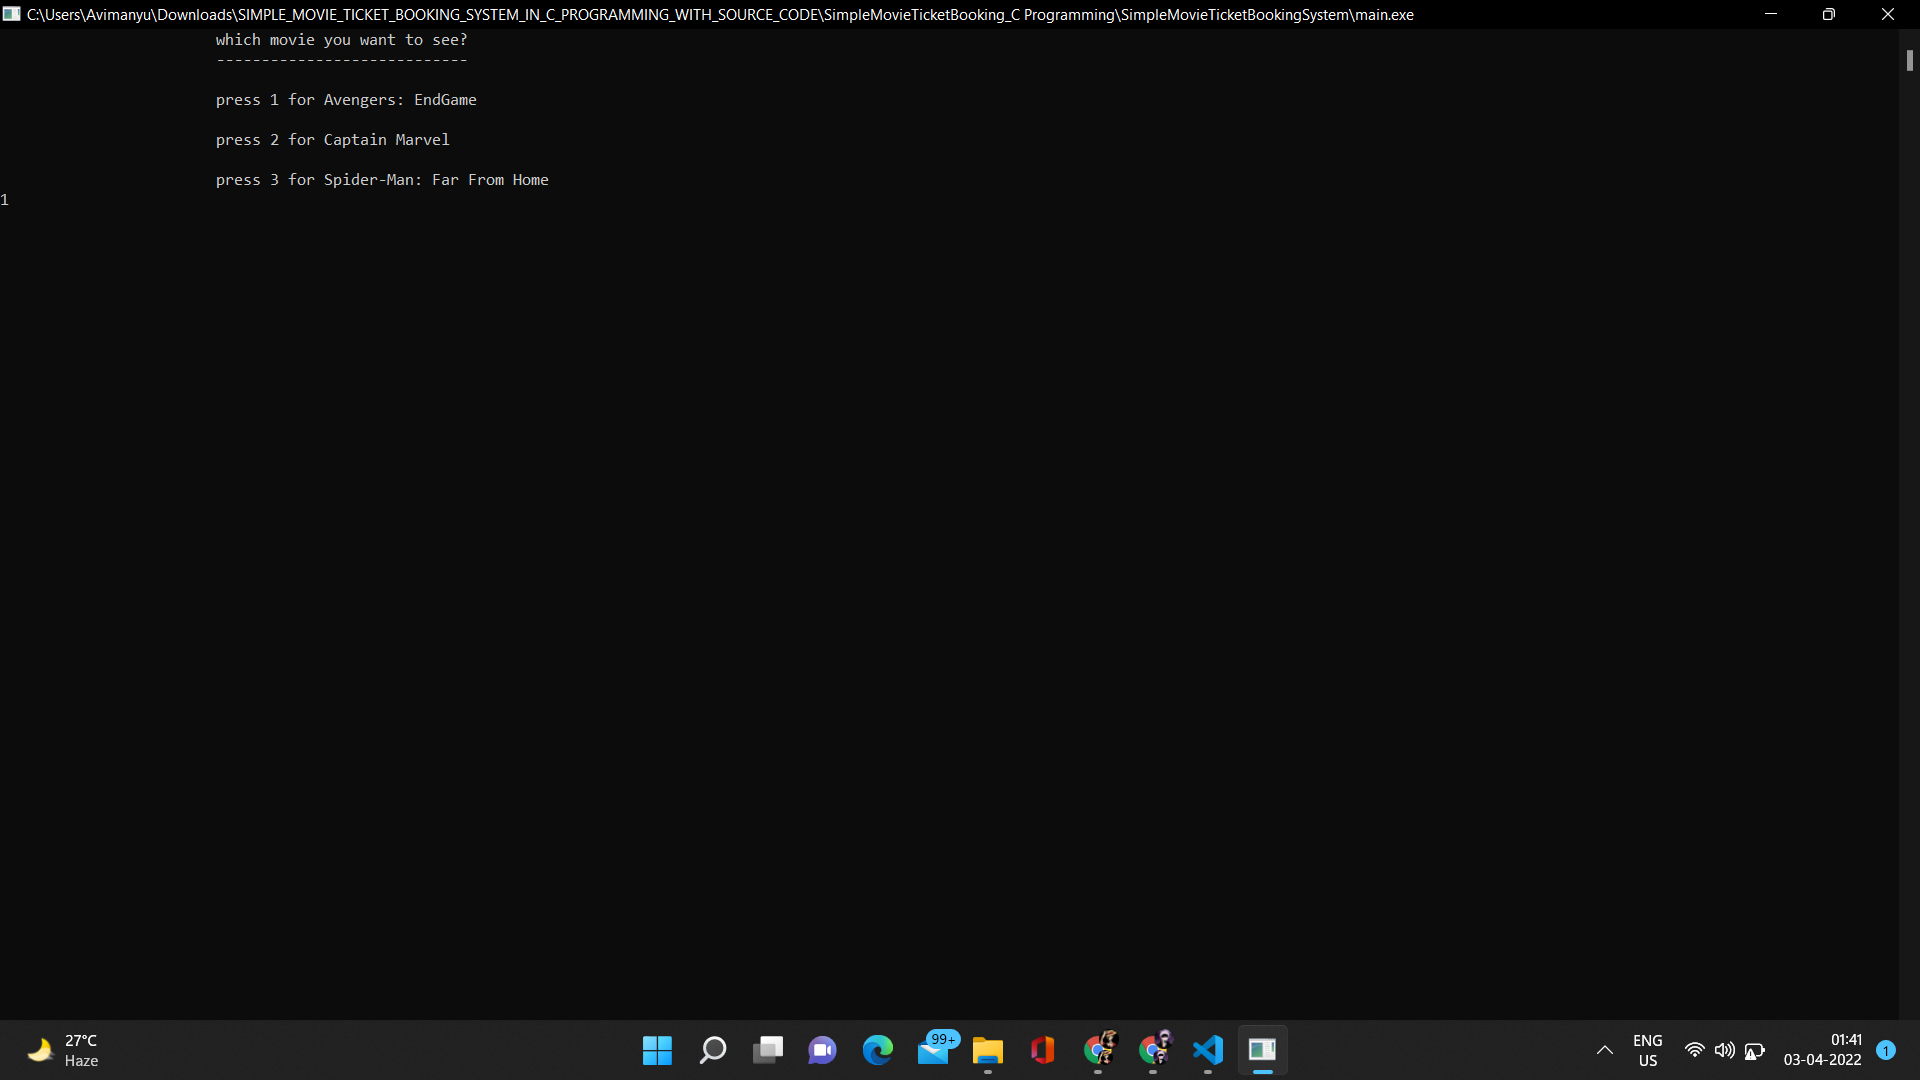 C:\Users\Avimanyu\Downloads\SIMPLE_MOVIE_TICKET_BOOKING_SYSTEM_IN_C_PROGRAMMING_WITH_SOURCE_CODE\SimpleMovieTicketBooking_C Programming\SimpleMovieTicketBookingSystem\main.exe
which movie you want to see?
----------------------------
press 1 for Avengers: EndGame
press 2 for Captain Marvel
press 3 for Spider-Man: Far From Home
1
27°C
Haze
99+
ENG
US
01:41
03-04-2022
1